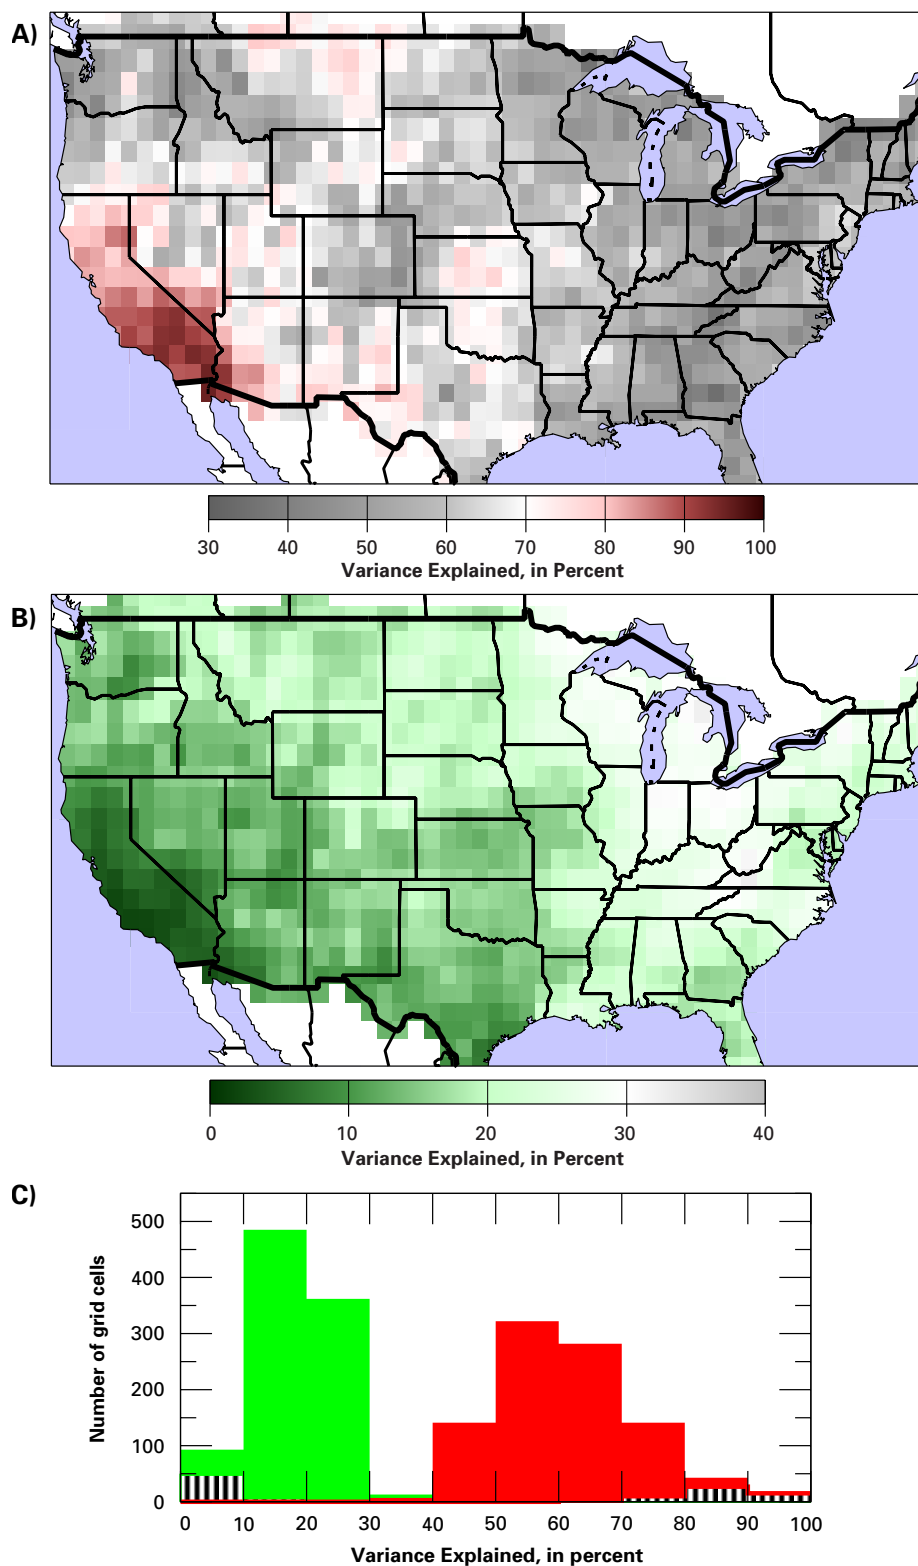 A)
30 40 50 60 70 80 90 100
Variance Explained, in Percent
B)
0 10 20 30 40
Variance Explained, in Percent
C)
Number of grid cells
500
400
300
200
100
0
0 10 20 30 40 50 60 70 80 90 100
Variance Explained, in percent